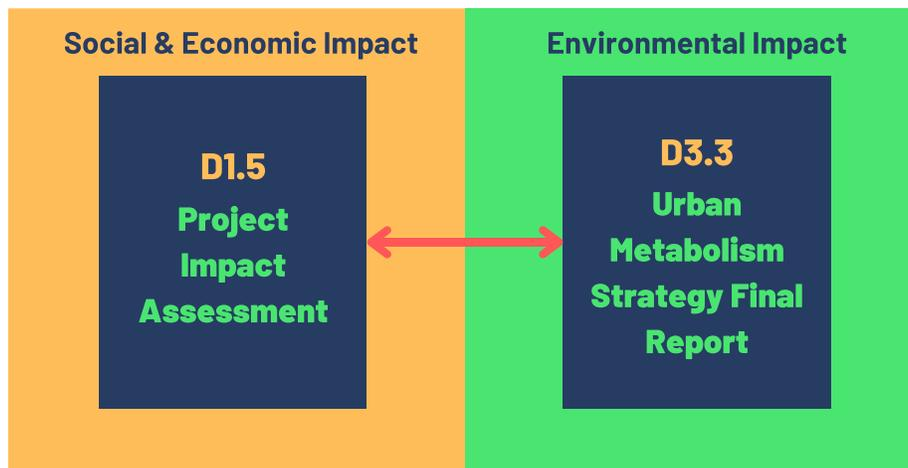 Social & Economic Impact
Environmental Impact
D1.5
Project
Impact
Assessment
D3.3
Urban
Metabolism
Strategy Final
Report